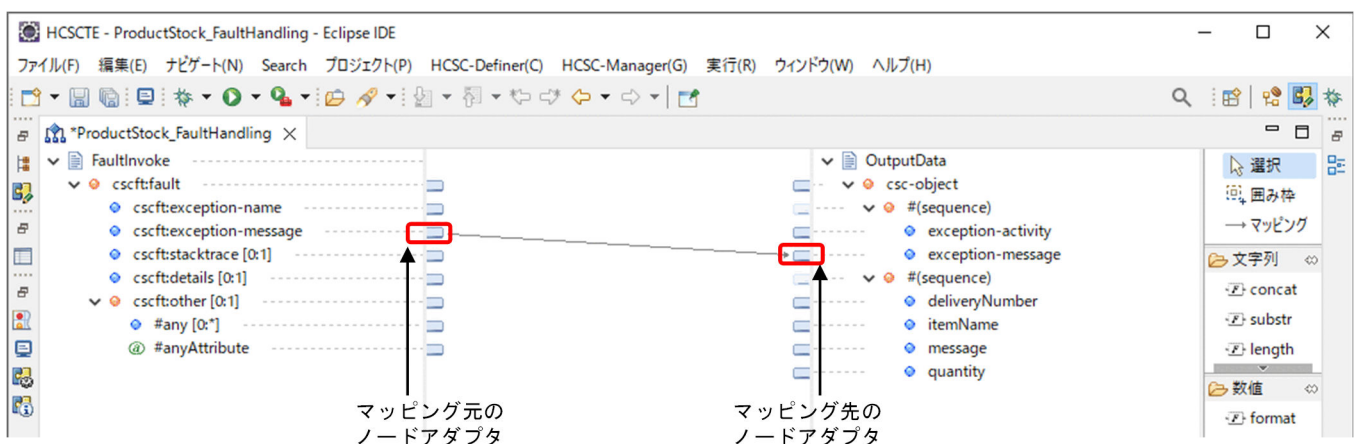 HCSCTE - ProductStock_FaultHandling - Eclipse IDE
ファイル(F) 編集(E) ナビゲート(N) Search プロジェクト(P) HCSC-Definer(C) HCSC-Manager(G) 実行(R) ウィンドウ(W) ヘルプ(H)
*ProductStock_FaultHandling
FaultInvoke
cscft:fault
cscft:exception-name
cscft:exception-message
cscft:stacktrace [0:1]
cscft:details [0:1]
cscft:other [0:1]
#any [0:*]
#anyAttribute
OutputData
csc-object
#(sequence)
exception-activity
exception-message
#(sequence)
deliveryNumber
itemName
message
quantity
選択
囲み枠
マッピング
文字列
concat
substr
length
数値
format
マッピング元の
ノードアダプタ
マッピング先の
ノードアダプタ